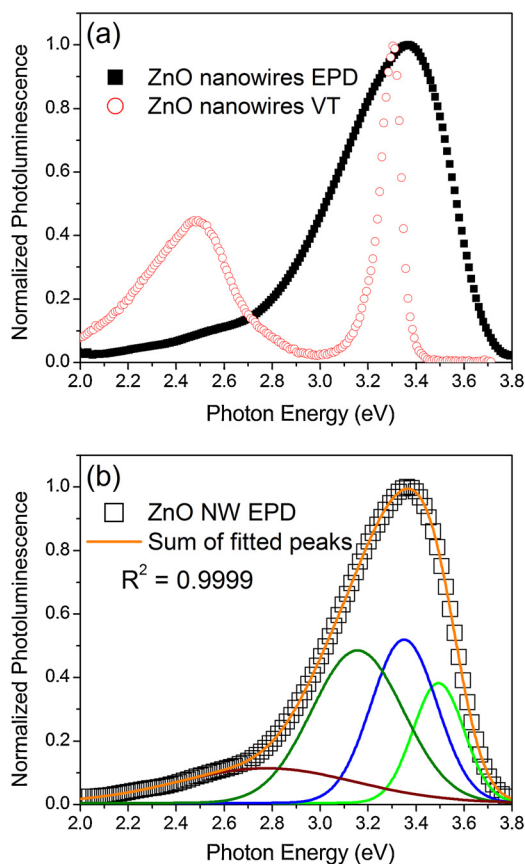 (a)
ZnO nanowires EPD
ZnO nanowires VT
Normalized Photoluminescence
1.0
0.8
0.6
0.4
0.2
0.0
2.0 2.2 2.4 2.6 2.8 3.0 3.2 3.4 3.6 3.8
Photon Energy (eV)
(b)
ZnO NW EPD
Sum of fitted peaks
R² = 0.9999
Normalized Photoluminescence
1.0
0.8
0.6
0.4
0.2
0.0
2.0 2.2 2.4 2.6 2.8 3.0 3.2 3.4 3.6 3.8
Photon Energy (eV)